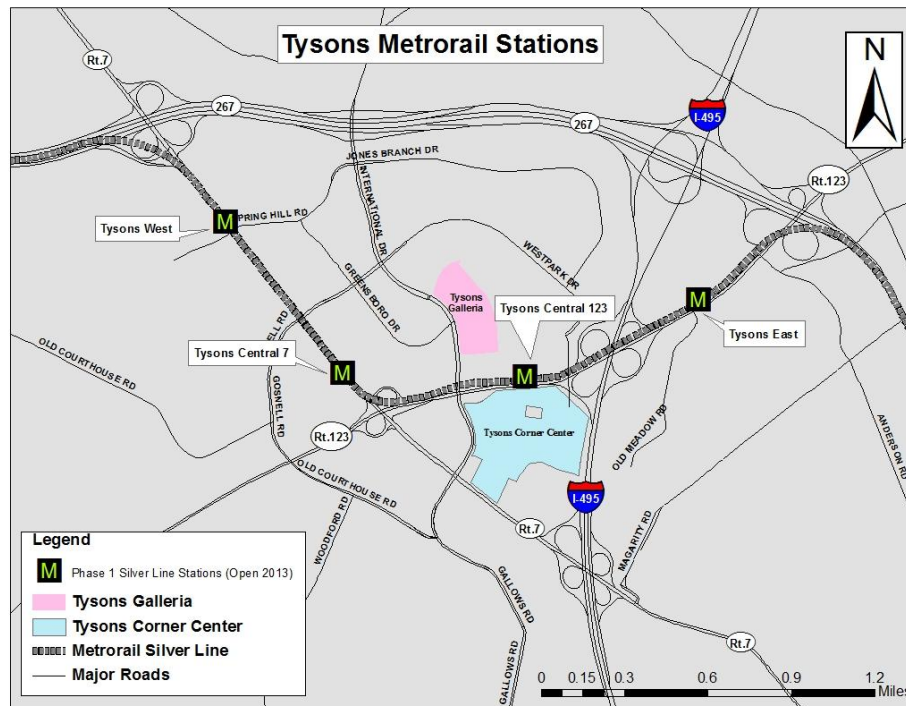 Tysons Metrorail Stations
N
Rt.7
267
I-495
267
Rt.123
JONES BRANCH DR
INTERNATIONAL DR
M
PRING HILL RD
Tysons West
WESTPARK DR
GREENSBORO DR
Tysons
Galleria
Tysons Central 123
M
Tysons East
ELL RD
Tysons Central 7
M
M
OLD COURTHOUSE RD
GOSNELL RD
Rt.123
Tysons Corner Center
OLD MEADOW RD
ANDERSON RD
OLD COURTHOUSE RD
I-495
WOODFORD RD
Rt.7
MAGARITY RD
GALLOWS RD
GALLOWS RD
Rt.7
Legend
M Phase 1 Silver Line Stations (Open 2013)
Tysons Galleria
Tysons Corner Center
Metrorail Silver Line
Major Roads
0 0.15 0.3 0.6 0.9 1.2
Miles